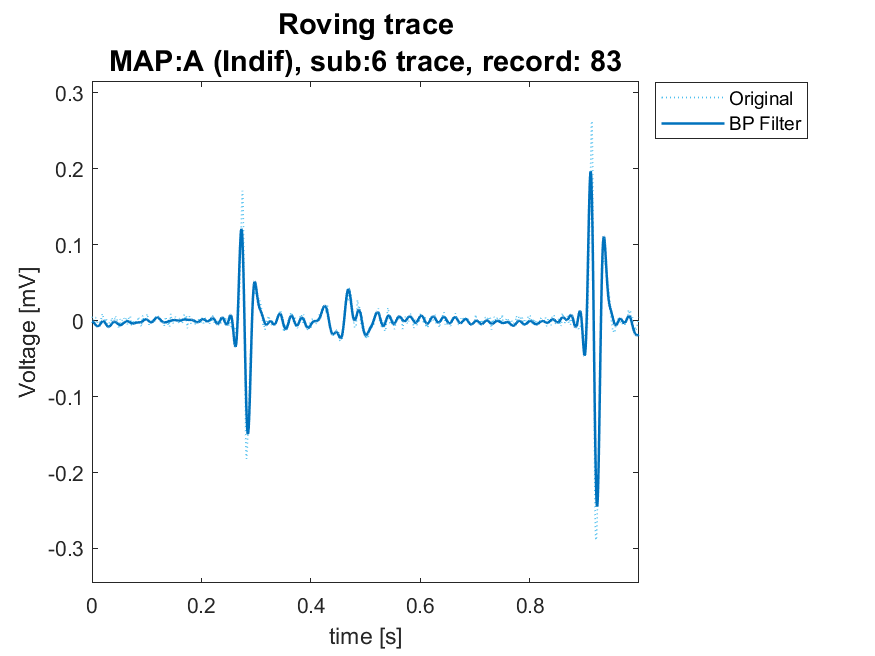 Roving trace
MAP:A (Indif), sub:6 trace, record: 83
Original
BP Filter
0.3
0.2
0.1
0
-0.1
-0.2
-0.3
Voltage [mV]
0
0.2
0.4
0.6
0.8
time [s]